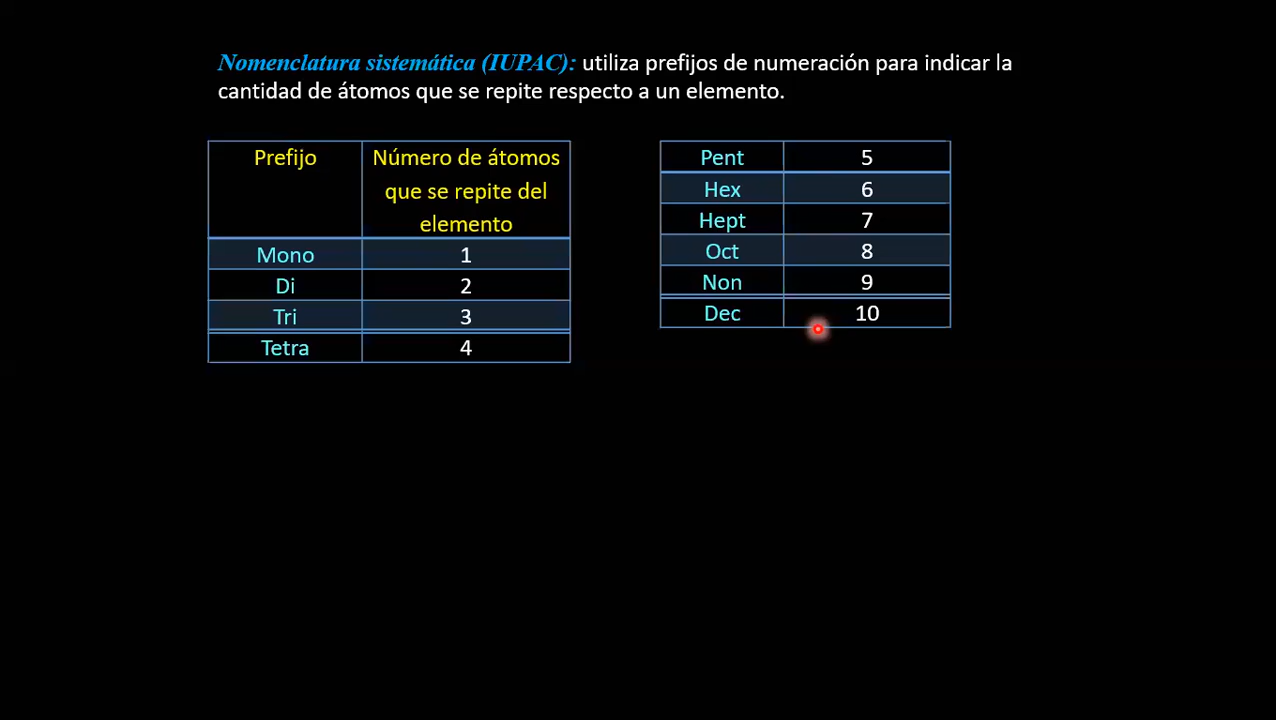 Nomenclatura sistemática (IUPAC): utiliza prefijos de numeración para indicar la
cantidad de átomos que se repite respecto a un elemento.
Prefijo Número de átomos
que se repite del
elemento
Mono 1
Di 2
Tri 3
Tetra 4
Pent 5
Hex 6
Hept 7
Oct 8
Non 9
Dec 10